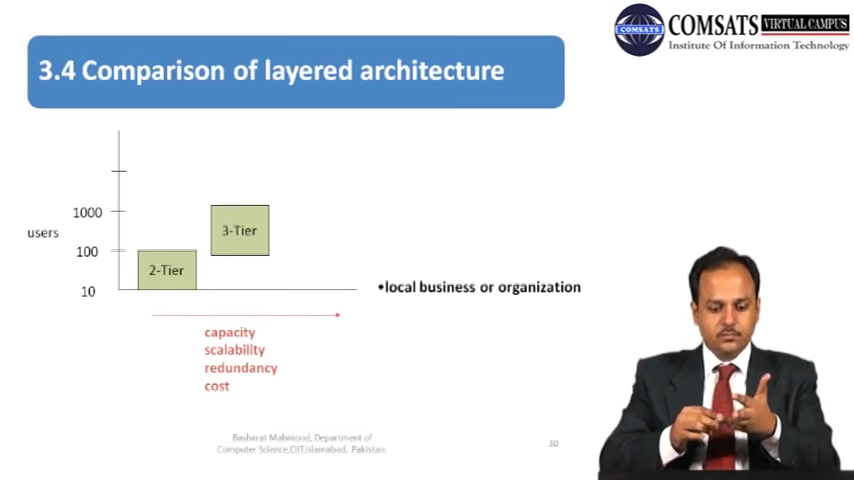 COMSATS VIRTUAL CAMPUS
COMSATS
Institute Of Information Technology
3.4 Comparison of layered architecture
users
1000
100
10
3-Tier
2-Tier
•local business or organization
capacity
scalability
redundancy
cost
Basharat Mahmood, Department of
Computer Science,CIIT,Islamabad, Pakistan.
30